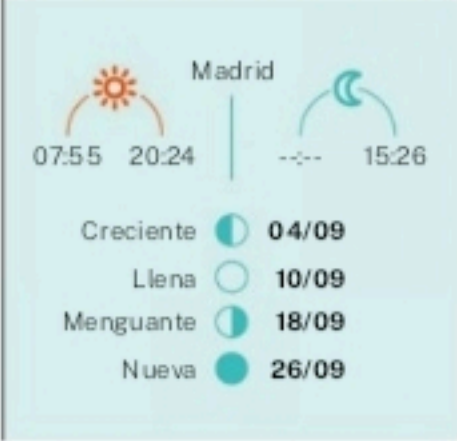 Madrid
07:55 20:24 --:-- 15:26
Creciente 04/09
Llena 10/09
Menguante 18/09
Nueva 26/09